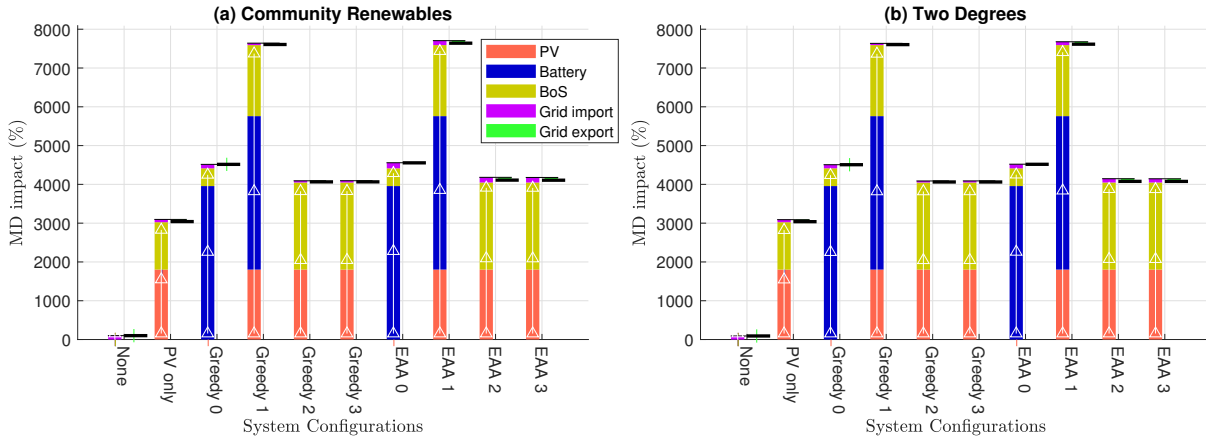 (a) Community Renewables
MD impact (%)
8000
7000
6000
5000
4000
3000
2000
1000
0
PV
Battery
BoS
Grid import
Grid export
None
PV only
Greedy 0
Greedy 1
Greedy 2
Greedy 3
EAA 0
EAA 1
EAA 2
EAA 3
System Configurations
(b) Two Degrees
MD impact (%)
8000
7000
6000
5000
4000
3000
2000
1000
0
None
PV only
Greedy 0
Greedy 1
Greedy 2
Greedy 3
EAA 0
EAA 1
EAA 2
EAA 3
System Configurations